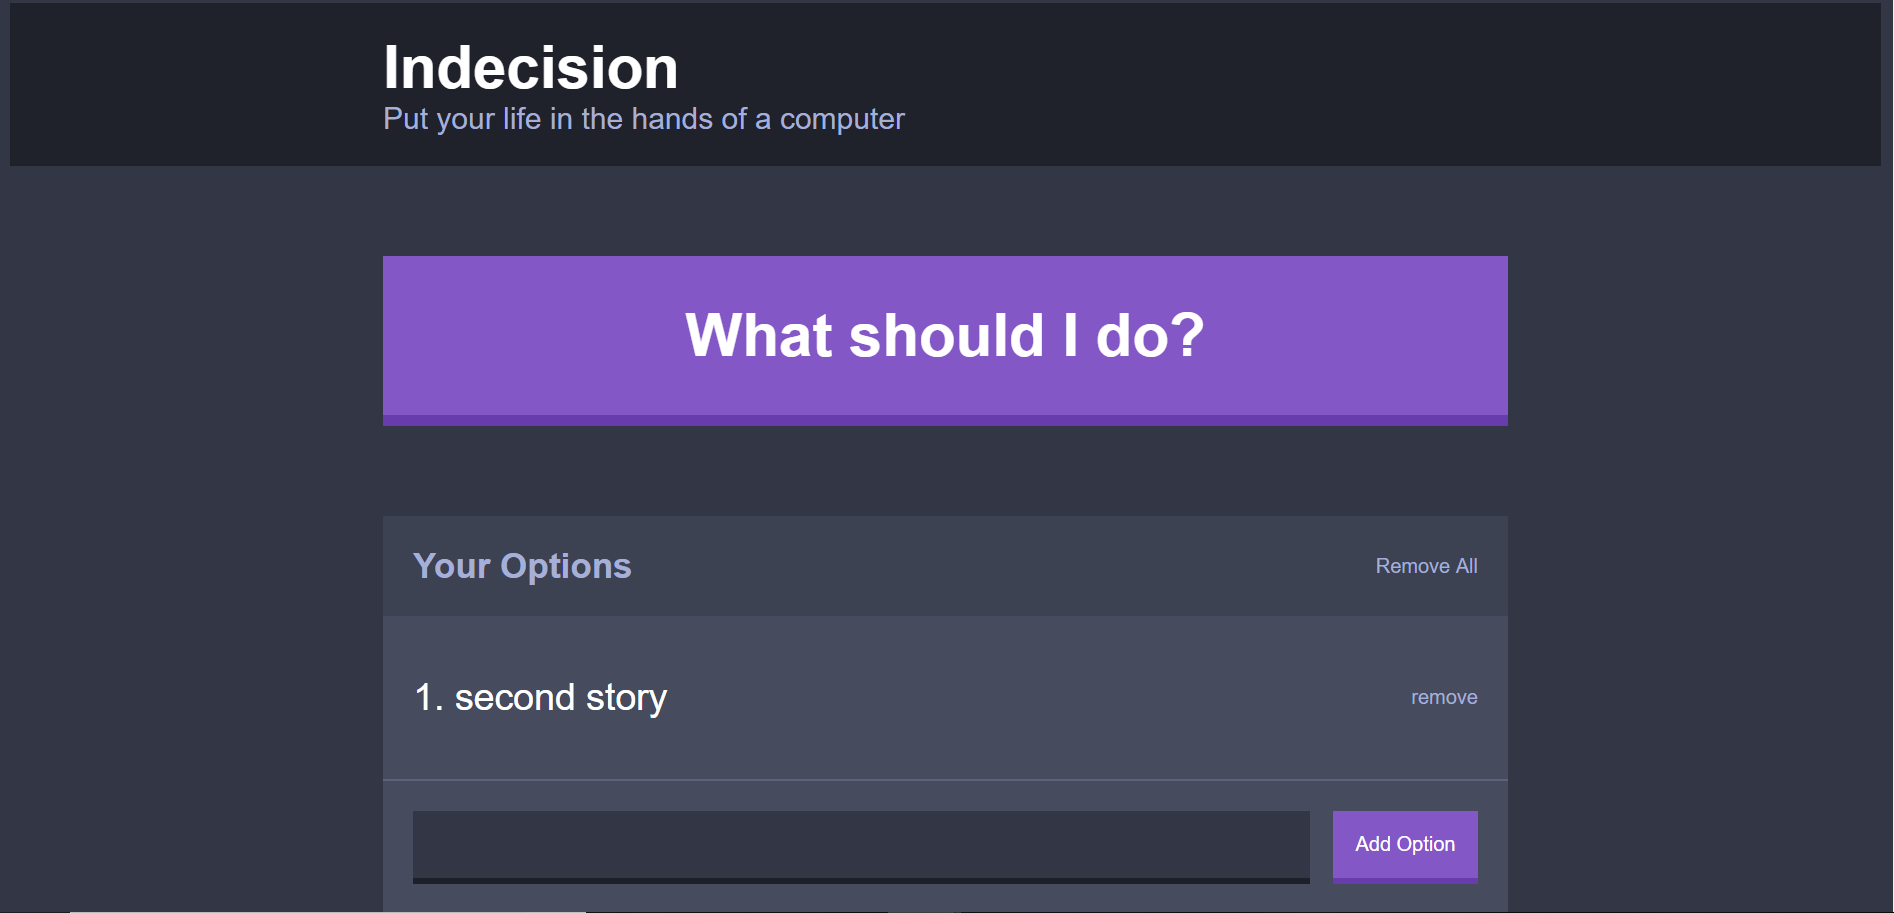 Indecision
Put your life in the hands of a computer
What should I do?
Your Options
Remove All
1. second story
remove
Add Option